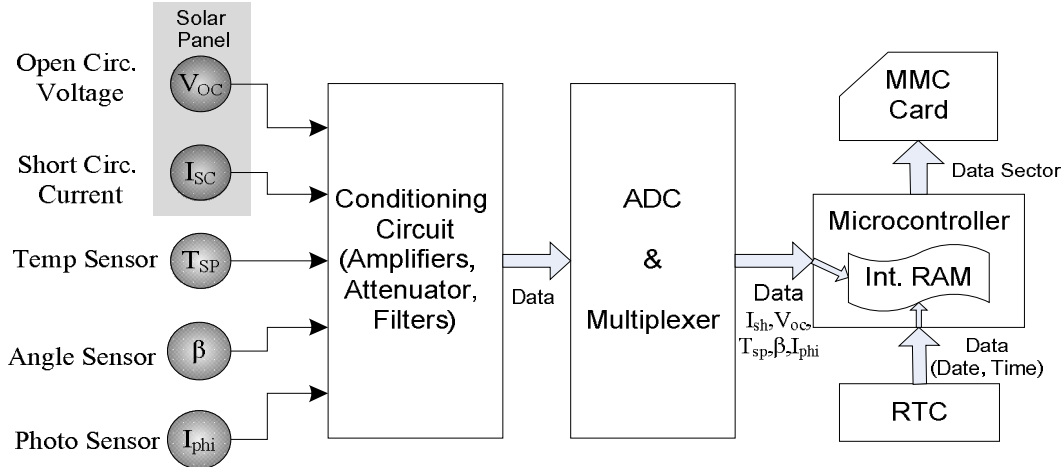 Solar
Panel
Open Circ.
Voltage
V_OC
Short Circ.
Current
I_SC
Temp Sensor
T_SP
Angle Sensor
β
Photo Sensor
I_phi
Conditioning
Circuit
(Amplifiers,
Attenuator,
Filters)
Data
ADC
&
Multiplexer
Data
I_sh,V_oc,
T_sp,β,I_phi
MMC
Card
Data Sector
Microcontroller
Int. RAM
Data
(Date, Time)
RTC